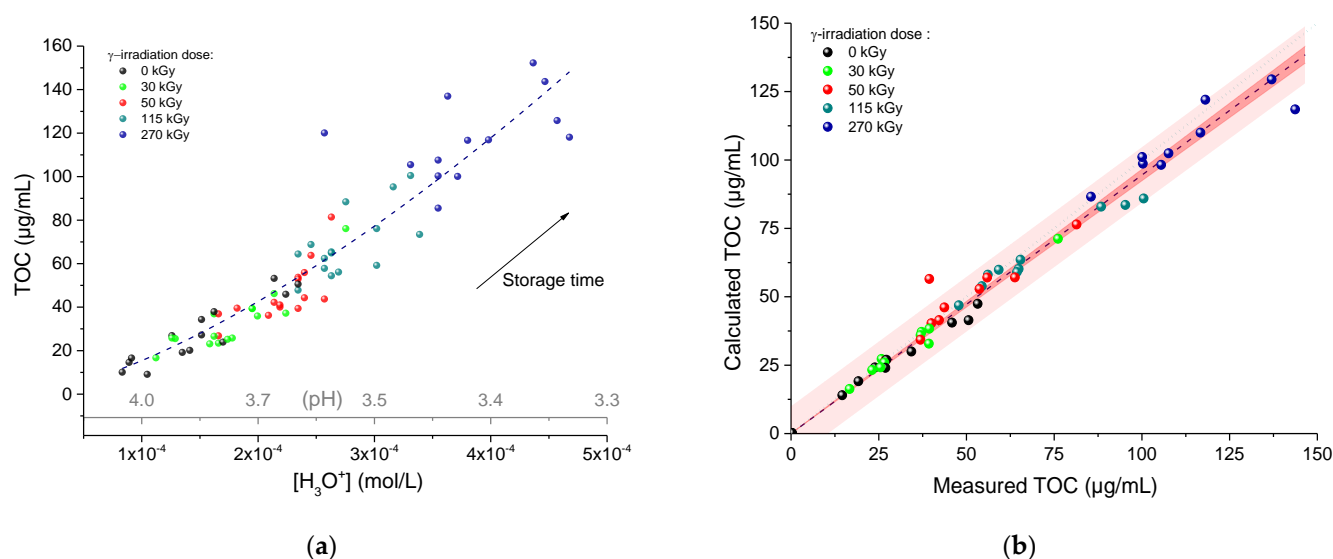 γ–irradiation dose:
0 kGy
30 kGy
50 kGy
115 kGy
270 kGy
TOC (μg/mL)
160
140
120
100
80
60
40
20
0
Storage time
4.0 3.7 (pH) 3.5 3.4 3.3
1x10⁻⁴ 2x10⁻⁴ 3x10⁻⁴ 4x10⁻⁴ 5x10⁻⁴
[H₃O⁺] (mol/L)
(a)
γ-irradiation dose :
0 kGy
30 kGy
50 kGy
115 kGy
270 kGy
Calculated TOC (μg/mL)
150
125
100
75
50
25
0
0 25 50 75 100 125 150
Measured TOC (μg/mL)
(b)